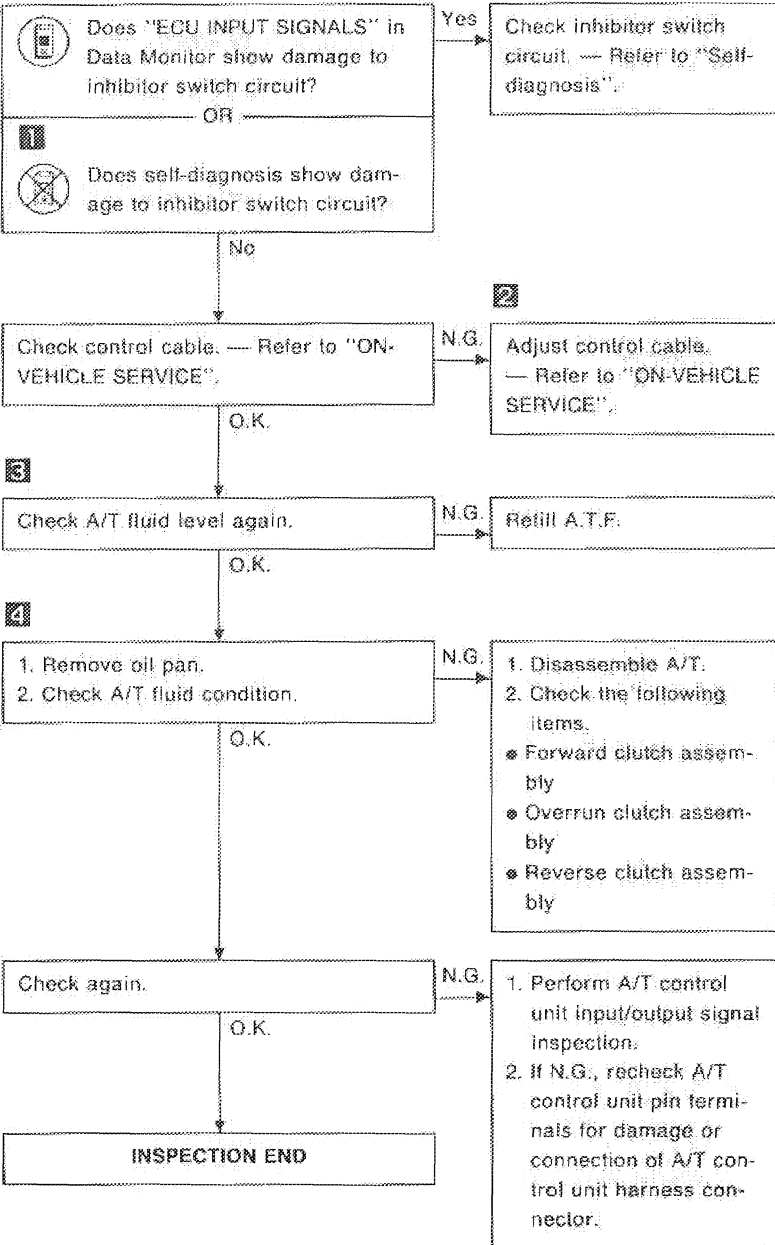 Does "ECU INPUT SIGNALS" in
Data Monitor show damage to
inhibitor switch circuit?
OR
1
Does self-diagnosis show dam-
age to inhibitor switch circuit?
Yes
Check inhibitor switch
circuit. — Refer to "Self-
diagnosis".
No
Check control cable. — Refer to "ON-
VEHICLE SERVICE".
N.G.
2
Adjust control cable.
— Refer to "ON-VEHICLE
SERVICE".
O.K.
3
Check A/T fluid level again.
N.G.
Refill A.T.F.
O.K.
4
1. Remove oil pan.
2. Check A/T fluid condition.
N.G.
1. Disassemble A/T.
2. Check the following
items.
● Forward clutch assem-
bly
● Overrun clutch assem-
bly
● Reverse clutch assem-
bly
O.K.
Check again.
N.G.
1. Perform A/T control
unit input/output signal
inspection.
2. If N.G., recheck A/T
control unit pin termi-
nals for damage or
connection of A/T con-
trol unit harness con-
nector.
O.K.
INSPECTION END